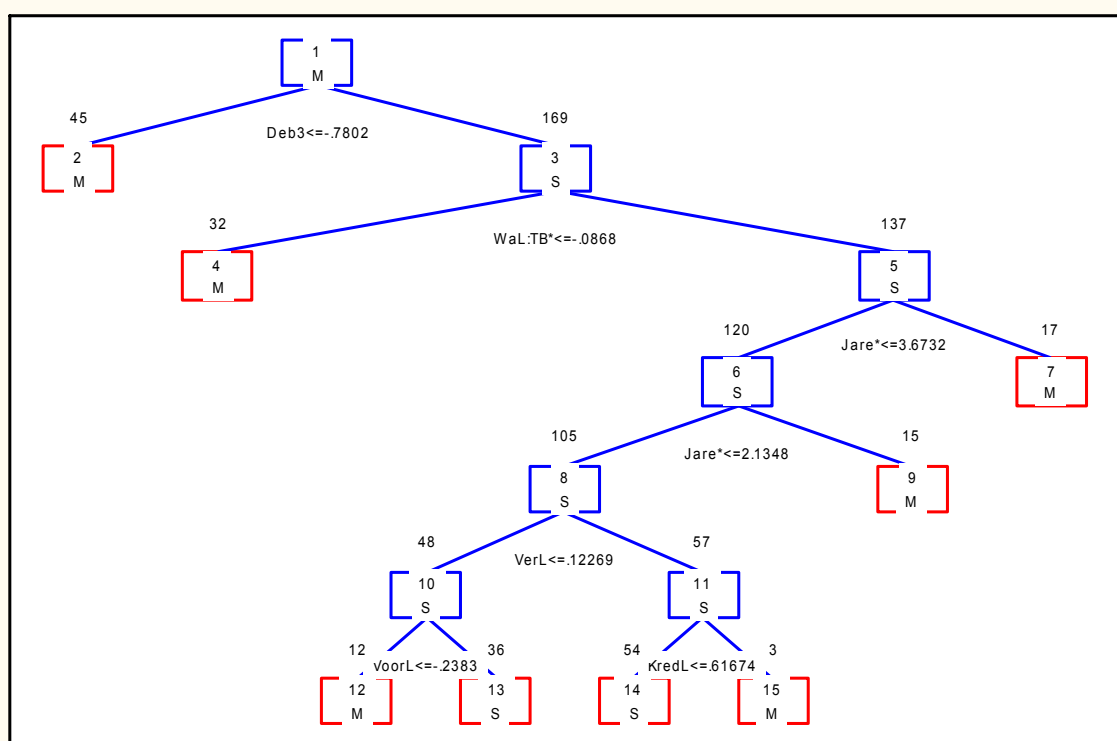 1
M
45
Deb3<=-.7802
169
2
M
3
S
32
WaL:TB*<=-.0868
137
4
M
5
S
120
Jare*<=3.6732
17
6
S
7
M
105
Jare*<=2.1348
15
8
S
9
M
48
VerL<=.12269
57
10
S
11
S
12
VoorL<=-.2383
36
54
KredL<=.61674
3
12
M
13
S
14
S
15
M